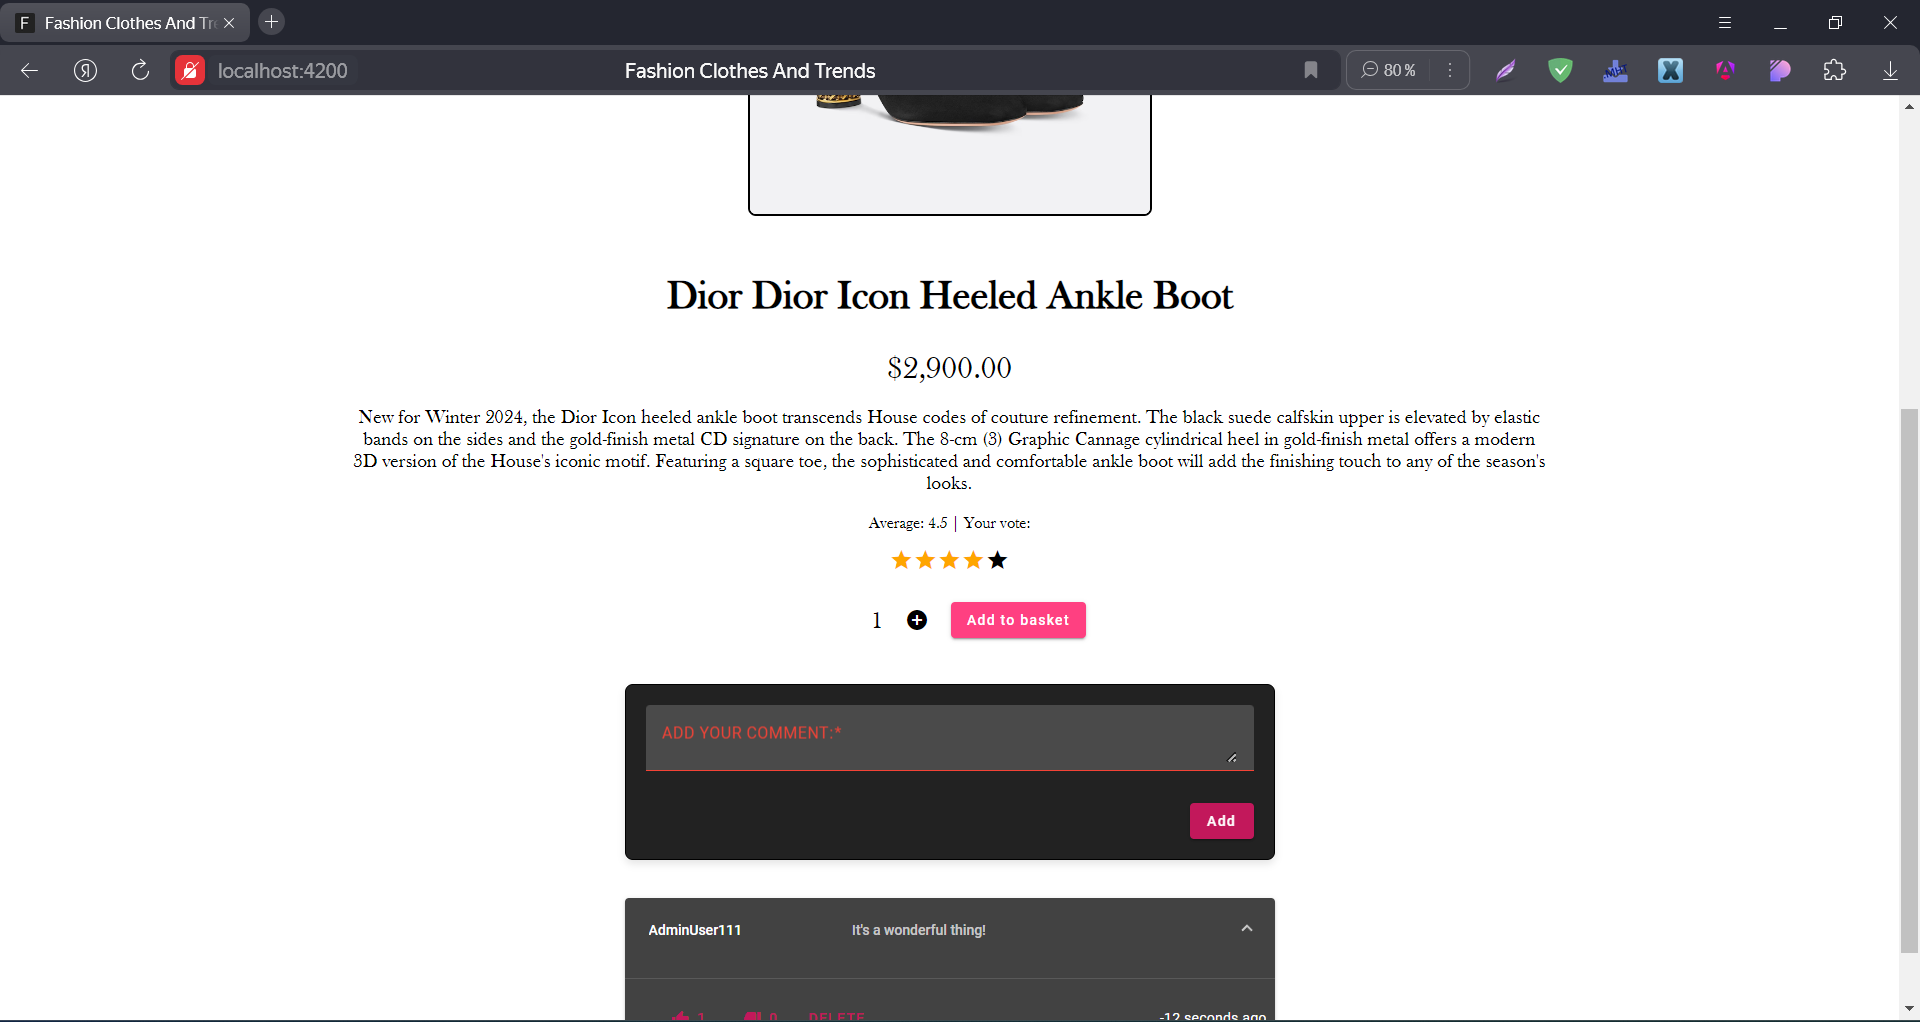 F Fashion Clothes And Tr
localhost:4200
Fashion Clothes And Trends
80 %
Dior Dior Icon Heeled Ankle Boot
$2,900.00
New for Winter 2024, the Dior Icon heeled ankle boot transcends House codes of couture refinement. The black suede calfskin upper is elevated by elastic
bands on the sides and the gold-finish metal CD signature on the back. The 8-cm (3) Graphic Cannage cylindrical heel in gold-finish metal offers a modern
3D version of the House's iconic motif. Featuring a square toe, the sophisticated and comfortable ankle boot will add the finishing touch to any of the season's
looks.
Average: 4.5 | Your vote:
1 Add to basket
ADD YOUR COMMENT:*
Add
AdminUser111 It's a wonderful thing!
1 0 DELETE -12 seconds ago